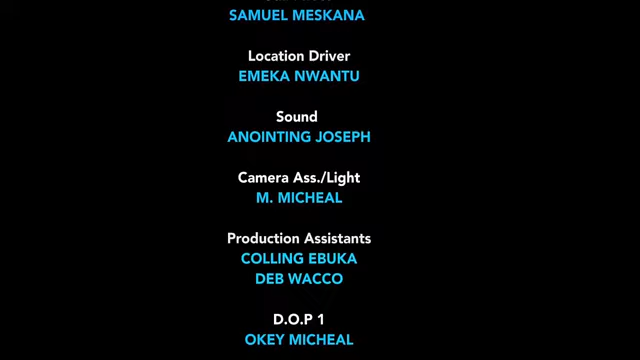 SAMUEL MESKANA
Location Driver
EMEKA NWANTU
Sound
ANOINTING JOSEPH
Camera Ass./Light
M. MICHEAL
Production Assistants
COLLING EBUKA
DEB WACCO
D.O.P 1
OKEY MICHEAL